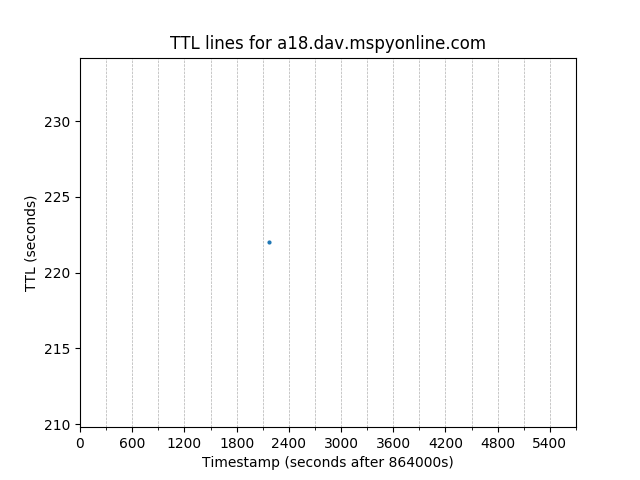 TTL lines for a18.dav.mspyonline.com
TTL (seconds)
230
225
220
215
210
0 600 1200 1800 2400 3000 3600 4200 4800 5400
Timestamp (seconds after 864000s)